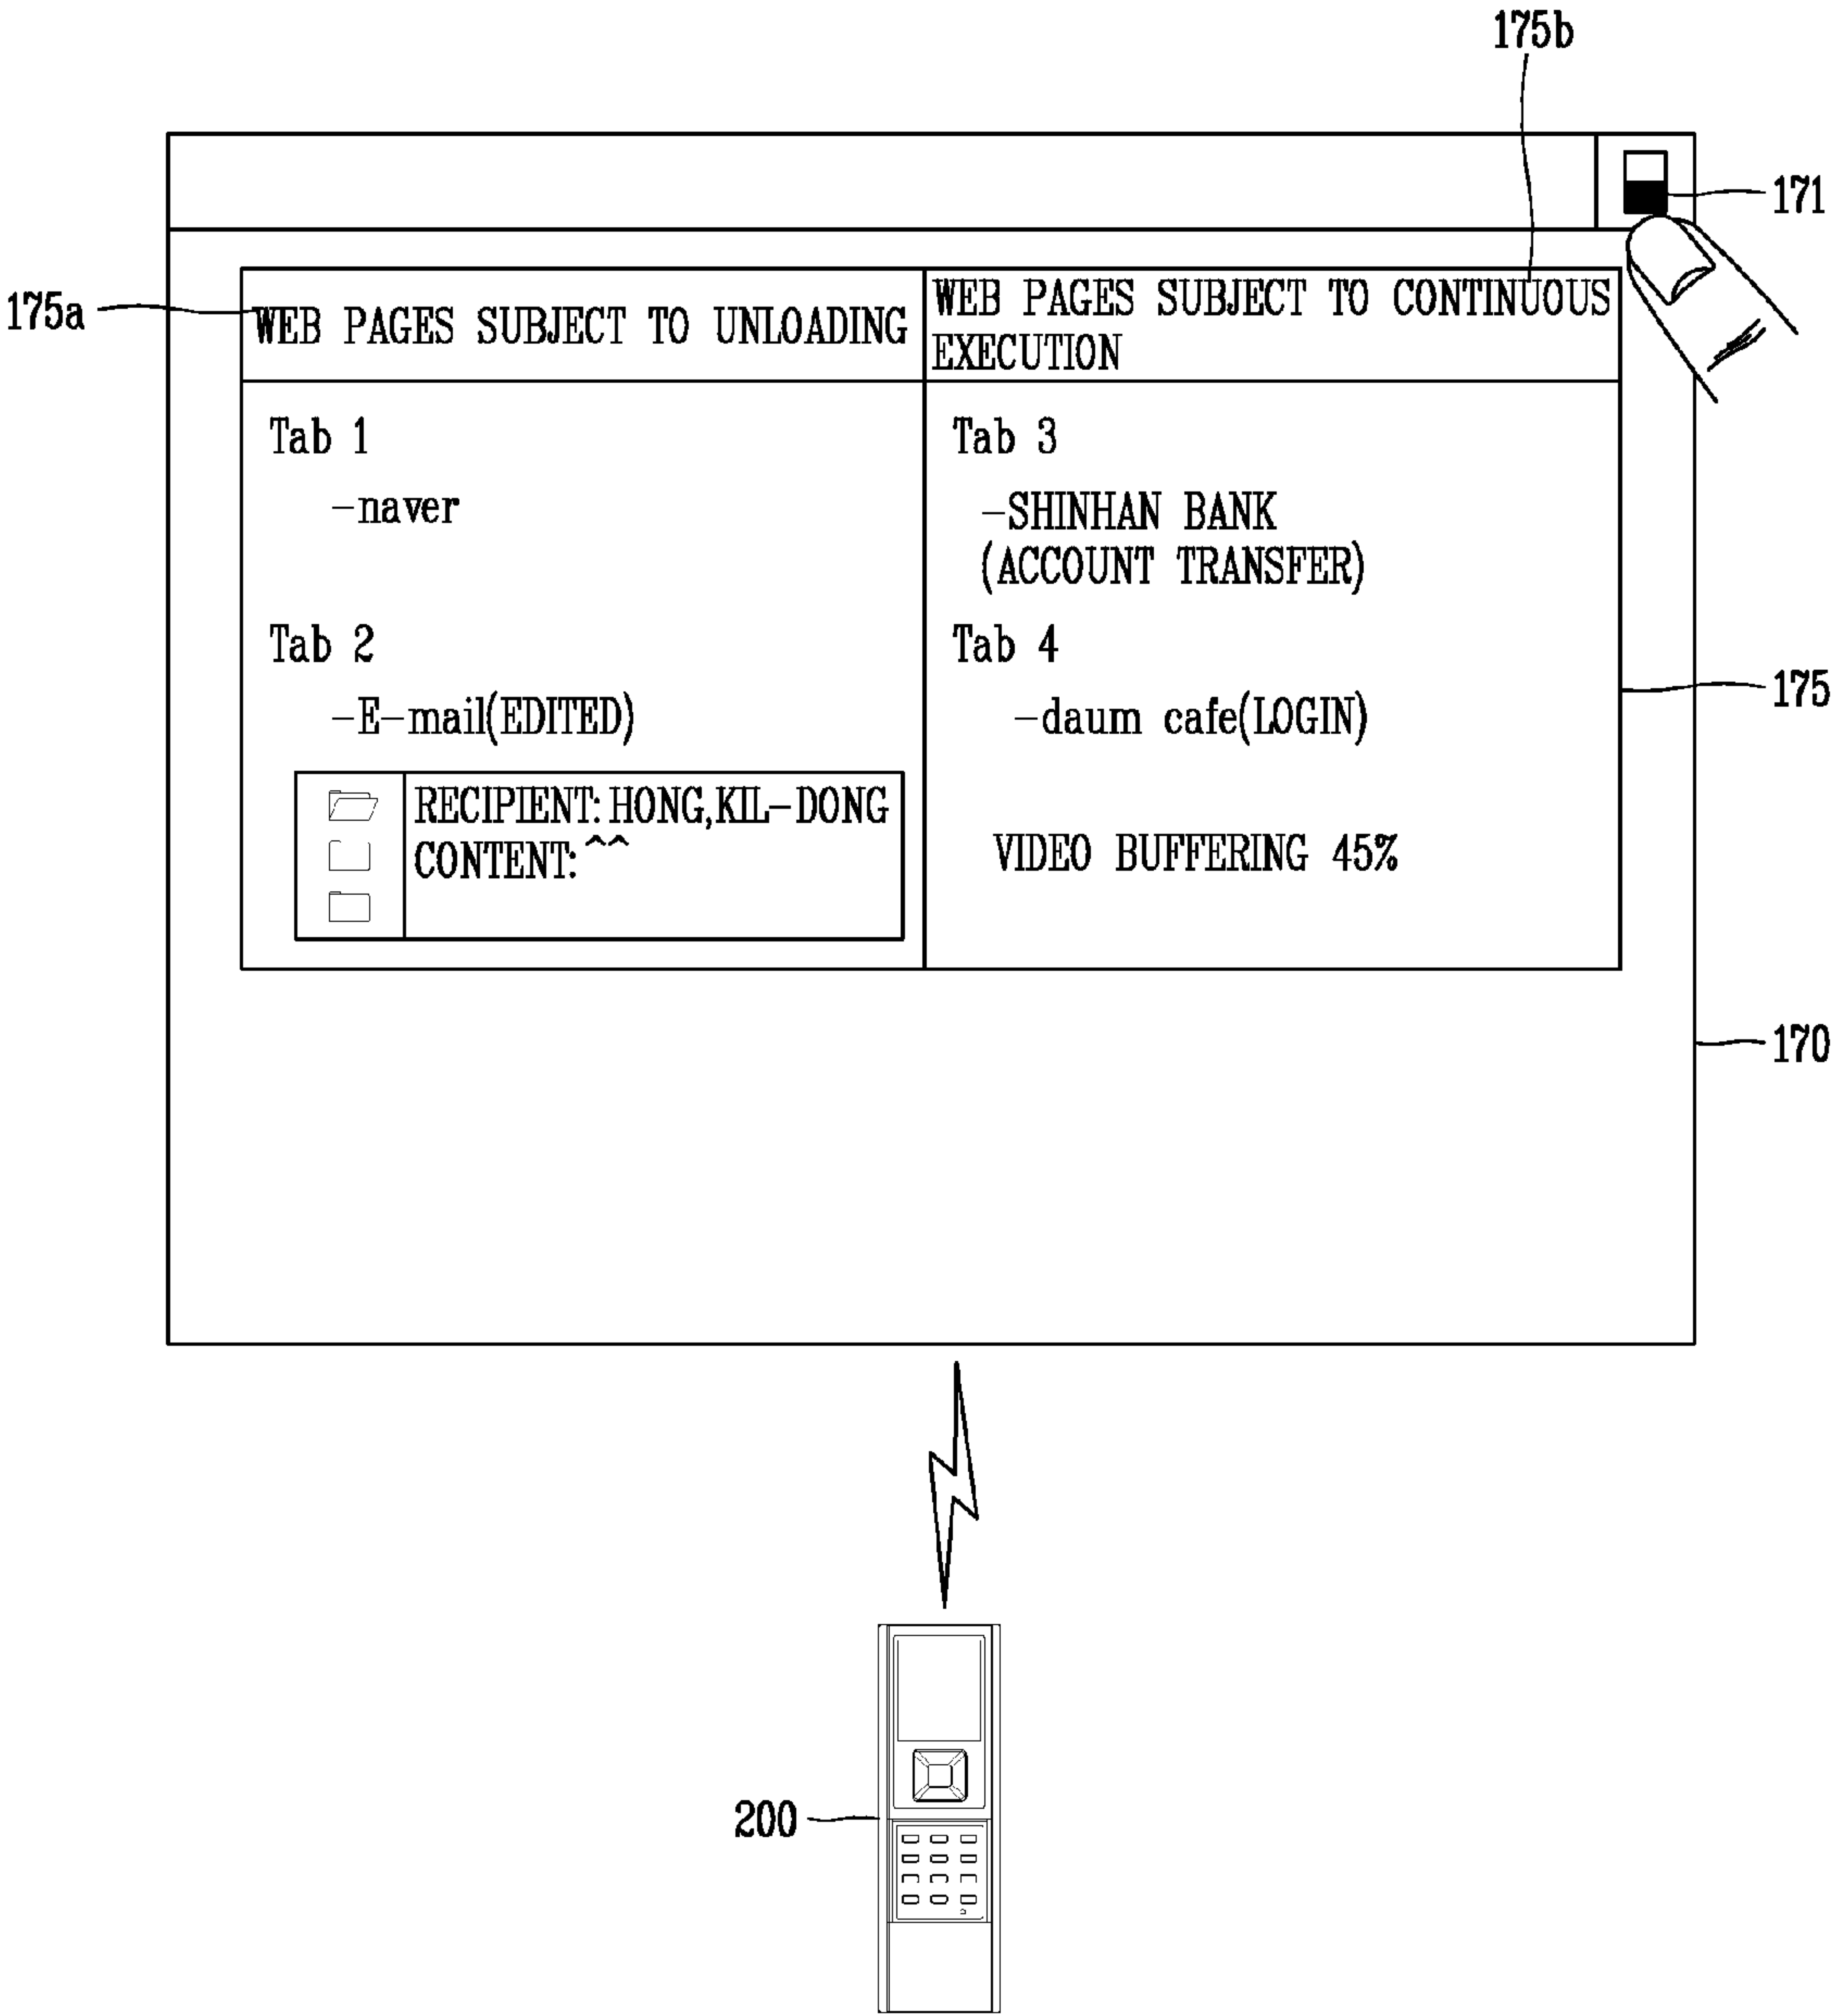 175b
171
175a
WEB PAGES SUBJECT TO UNLOADING
WEB PAGES SUBJECT TO CONTINUOUS
EXECUTION
Tab 1
-naver
Tab 2
-E-mail(EDITED)
RECIPIENT:HONG,KIL-DONG
CONTENT:^^
Tab 3
-SHINHAN BANK
(ACCOUNT TRANSFER)
Tab 4
-daum cafe(LOGIN)
VIDEO BUFFERING 45%
175
170
200